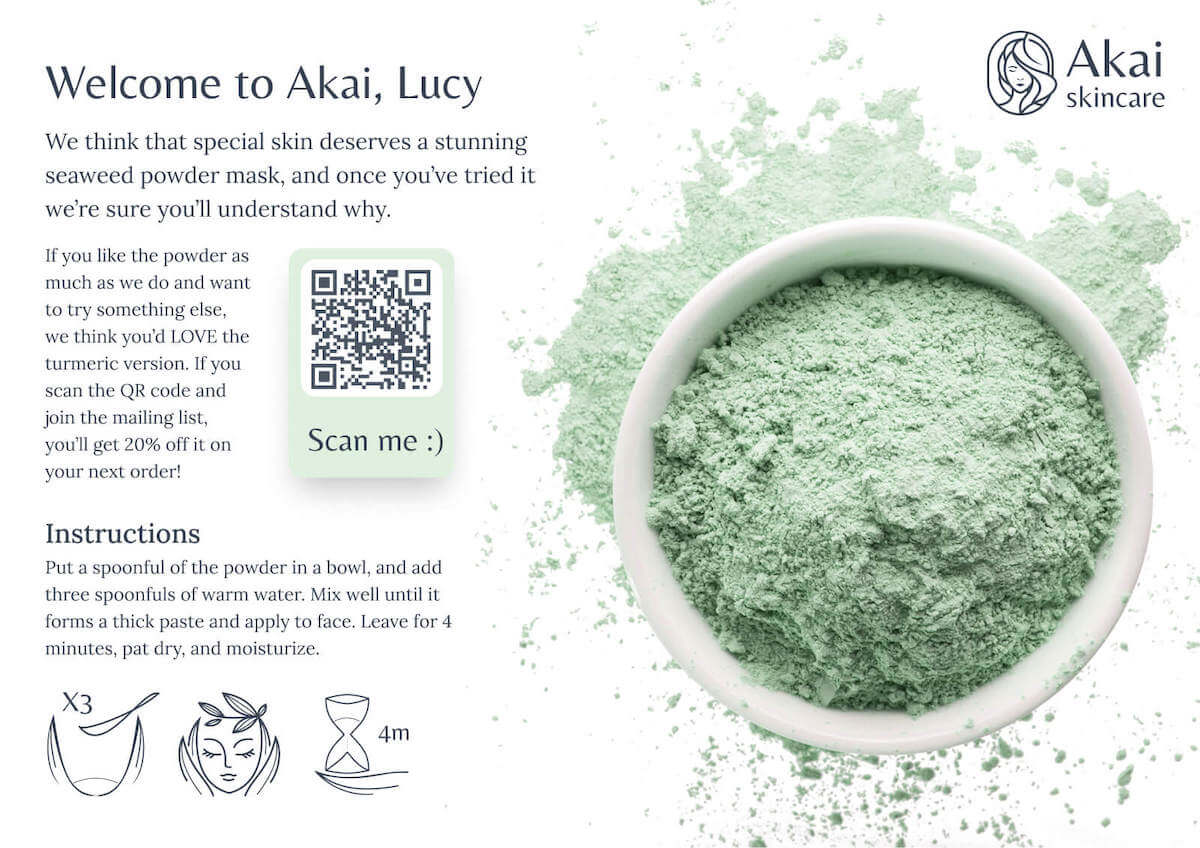 Welcome to Akai, Lucy
We think that special skin deserves a stunning
seaweed powder mask, and once you’ve tried it
we’re sure you’ll understand why.
If you like the powder as
much as we do and want
to try something else,
we think you’d LOVE the
turmeric version. If you
scan the QR code and
join the mailing list,
you’ll get 20% off it on
your next order!
Scan me :)
Instructions
Put a spoonful of the powder in a bowl, and add
three spoonfuls of warm water. Mix well until it
forms a thick paste and apply to face. Leave for 4
minutes, pat dry, and moisturize.
X3
4m
Akai
skincare